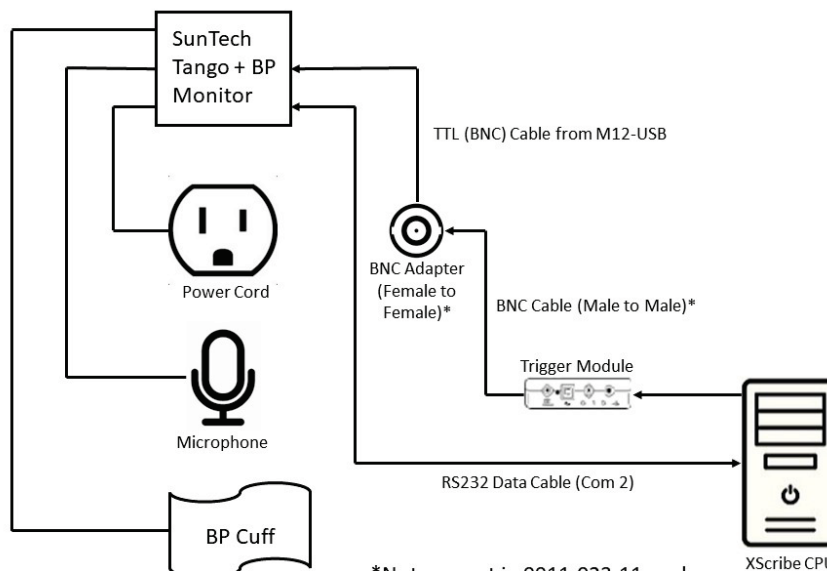 SunTech
Tango + BP
Monitor
TTL (BNC) Cable from M12-USB
BNC Adapter
(Female to
Female)*
Power Cord
BNC Cable (Male to Male)*
Trigger Module
Microphone
RS232 Data Cable (Com 2)
BP Cuff
XScribe CPU